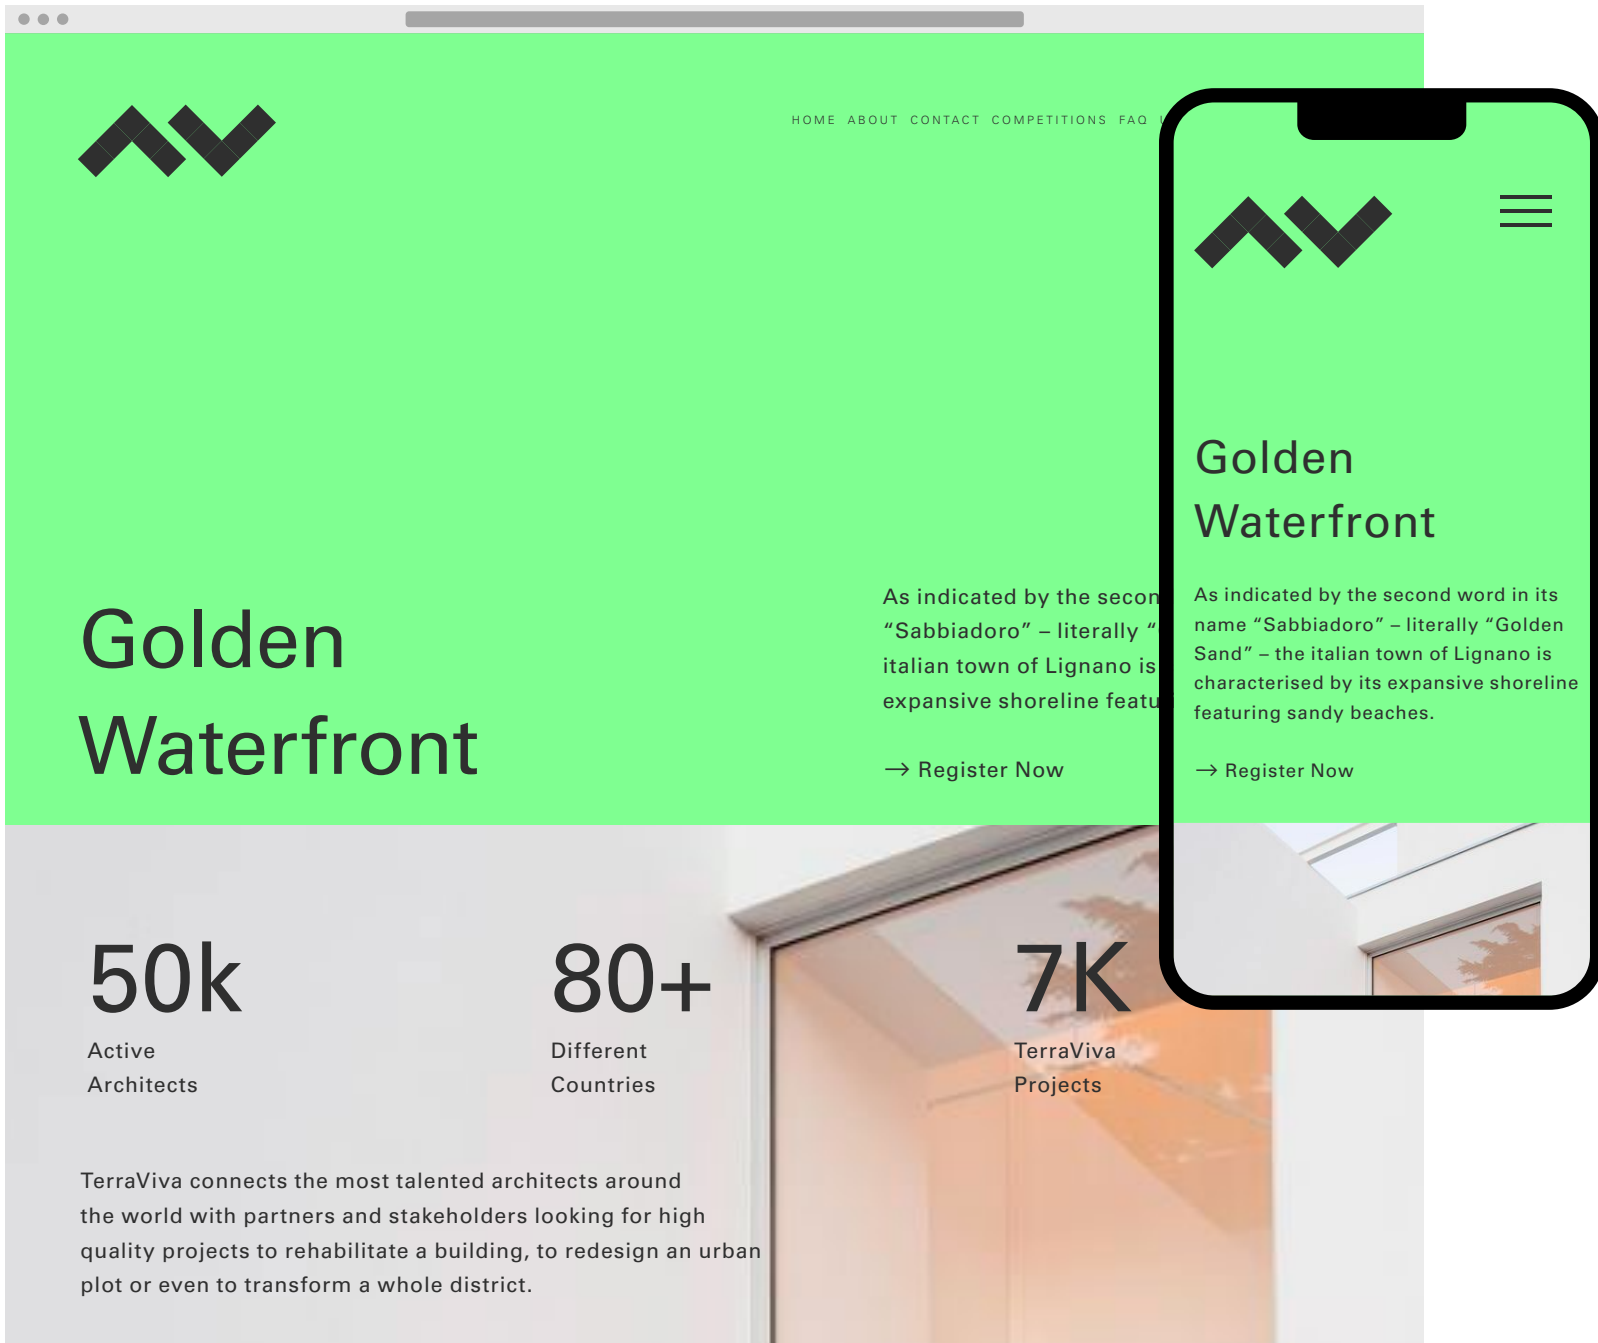 HOME ABOUT CONTACT COMPETITIONS FAQ
Golden
Waterfront
As indicated by the secon
“Sabbiadoro” – literally “
italian town of Lignano is
expansive shoreline featu
→ Register Now
Golden
Waterfront
As indicated by the second word in its
name “Sabbiadoro” – literally “Golden
Sand” – the italian town of Lignano is
characterised by its expansive shoreline
featuring sandy beaches.
→ Register Now
50k
Active
Architects
80+
Different
Countries
7K
TerraViva
Projects
TerraViva connects the most talented architects around
the world with partners and stakeholders looking for high
quality projects to rehabilitate a building, to redesign an urban
plot or even to transform a whole district.